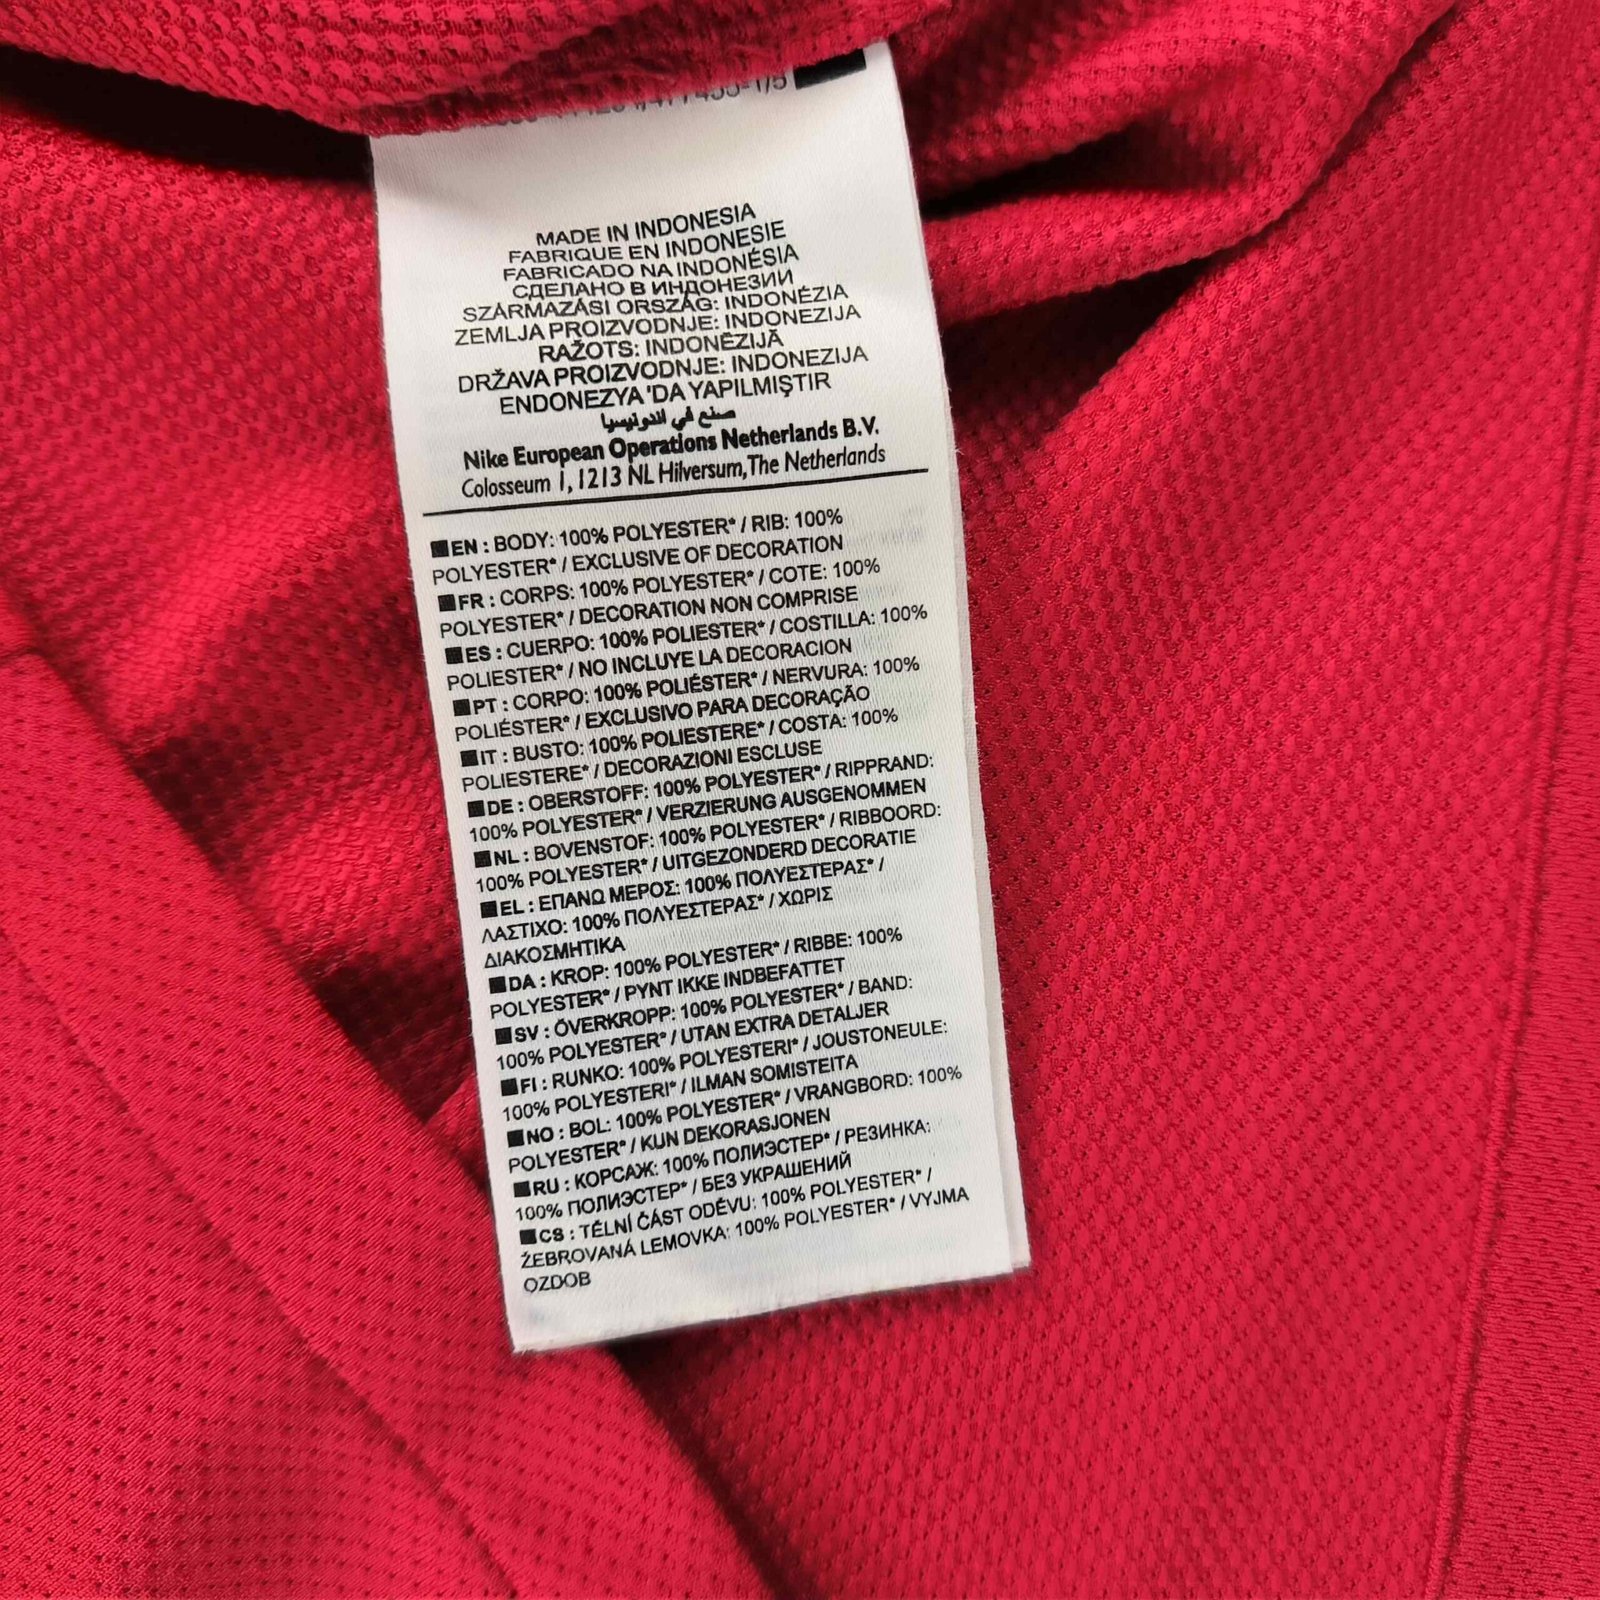 MADE IN INDONESIA
FABRIQUE EN INDONESIE
FABRICADO NA INDONÉSIA
СДЕЛАНО В ИНДОНЕЗИИ
SZÁRMAZÁSI ORSZÁG: INDONÉZIA
ZEMLJA PROIZVODNJE: INDONEZIJA
RAŽOTS: INDONĒZIJĀ
DRŽAVA PROIZVODNJE: INDONEZIJA
ENDONEZYA 'DA YAPILMIŞTIR
صنع في اندونيسيا
Nike European Operations Netherlands B.V.
Colosseum 1, 1213 NL Hilversum, The Netherlands
EN : BODY: 100% POLYESTER* / RIB: 100%
POLYESTER* / EXCLUSIVE OF DECORATION
FR : CORPS: 100% POLYESTER* / COTE: 100%
POLYESTER* / DECORATION NON COMPRISE
ES : CUERPO: 100% POLIESTER* / COSTILLA: 100%
POLIESTER* / NO INCLUYE LA DECORACION
PT : CORPO: 100% POLIÉSTER* / NERVURA: 100%
POLIÉSTER* / EXCLUSIVO PARA DECORAÇÃO
IT : BUSTO: 100% POLIESTERE* / COSTA: 100%
POLIESTERE* / DECORAZIONI ESCLUSE
DE : OBERSTOFF: 100% POLYESTER* / RIPPRAND:
100% POLYESTER* / VERZIERUNG AUSGENOMMEN
NL : BOVENSTOF: 100% POLYESTER* / RIBBOORD:
100% POLYESTER* / UITGEZONDERD DECORATIE
EL : ΕΠΑΝΩ ΜΕΡΟΣ: 100% ΠΟΛΥΕΣΤΕΡΑΣ* /
ΛΑΣΤΙΧΟ: 100% ΠΟΛΥΕΣΤΕΡΑΣ* / ΧΩΡΙΣ
ΔΙΑΚΟΣΜΗΤΙΚΑ
DA : KROP: 100% POLYESTER* / RIBBE: 100%
POLYESTER* / PYNT IKKE INDBEFATTET
SV : ÖVERKROPP: 100% POLYESTER* / BAND:
100% POLYESTER* / UTAN EXTRA DETALJER
FI : RUNKO: 100% POLYESTERI* / JOUSTONEULE:
100% POLYESTERI* / ILMAN SOMISTEITA
NO : BOL: 100% POLYESTER* / VRANGBORD: 100%
POLYESTER* / KUN DEKORASJONEN
RU : КОРСАЖ: 100% ПОЛИЭСТЕР* / РЕЗИНКА:
100% ПОЛИЭСТЕР* / БЕЗ УКРАШЕНИЙ
CS : TĚLNÍ ČÁST ODĚVU: 100% POLYESTER* /
ŽEBROVANÁ LEMOVKA: 100% POLYESTER* / VYJMA
OZDOB